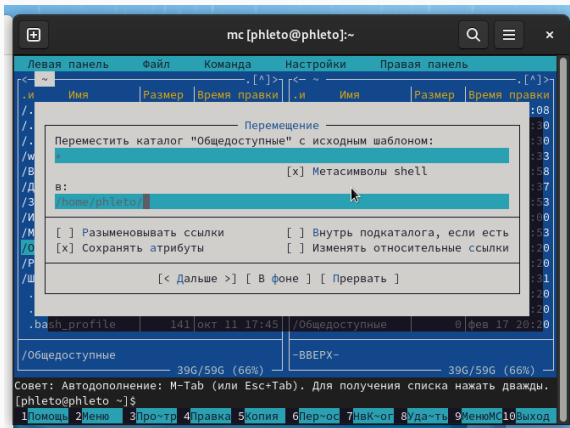 mc [phleto@phleto]:~
Левая панель Файл Команда Настройки Правая панель
<- ~ .[^]>
<- ~ .[^]>
.и Имя Размер Время правки .и Имя Размер Время правки
Перемещение
Переместить каталог "Общедоступные" с исходным шаблоном:
*
[x] Метасимволы shell
в:
/home/phleto/
[ ] Разыменовывать ссылки [ ] Внутрь подкаталога, если есть
[x] Сохранять атрибуты [ ] Изменять относительные ссылки
[< Дальше >] [ В фоне ] [ Прервать ]
.bash_profile 141 окт 11 17:45 /Общедоступные 0 фев 17 20:20
/Общедоступные -ВВЕРХ-
39G/59G (66%) 39G/59G (66%)
Совет: Автодополнение: M-Tab (или Esc+Tab). Для получения списка нажать дважды.
[phleto@phleto ~]$
1Помощь 2Меню 3Про~тр 4Правка 5Копия 6Пер~ос 7НвК~ог 8Уда~ть 9МенюMC 10Выход